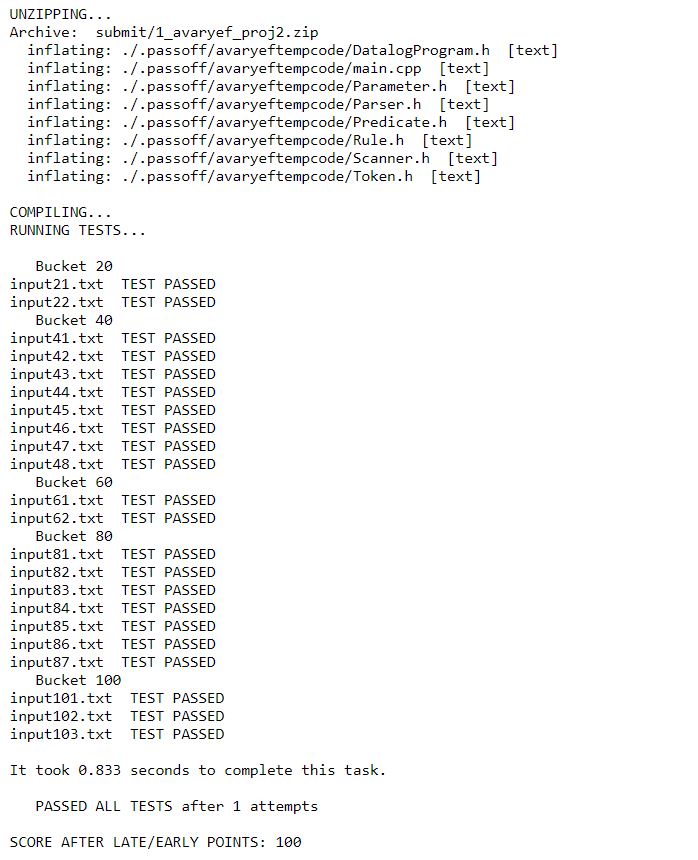 UNZIPPING...
Archive:  submit/1_avaryef_proj2.zip
  inflating: ./.passoff/avaryeftempcode/DatalogProgram.h  [text]
  inflating: ./.passoff/avaryeftempcode/main.cpp  [text]
  inflating: ./.passoff/avaryeftempcode/Parameter.h  [text]
  inflating: ./.passoff/avaryeftempcode/Parser.h  [text]
  inflating: ./.passoff/avaryeftempcode/Predicate.h  [text]
  inflating: ./.passoff/avaryeftempcode/Rule.h  [text]
  inflating: ./.passoff/avaryeftempcode/Scanner.h  [text]
  inflating: ./.passoff/avaryeftempcode/Token.h  [text]
COMPILING...
RUNNING TESTS...
   Bucket 20
input21.txt  TEST PASSED
input22.txt  TEST PASSED
   Bucket 40
input41.txt  TEST PASSED
input42.txt  TEST PASSED
input43.txt  TEST PASSED
input44.txt  TEST PASSED
input45.txt  TEST PASSED
input46.txt  TEST PASSED
input47.txt  TEST PASSED
input48.txt  TEST PASSED
   Bucket 60
input61.txt  TEST PASSED
input62.txt  TEST PASSED
   Bucket 80
input81.txt  TEST PASSED
input82.txt  TEST PASSED
input83.txt  TEST PASSED
input84.txt  TEST PASSED
input85.txt  TEST PASSED
input86.txt  TEST PASSED
input87.txt  TEST PASSED
   Bucket 100
input101.txt  TEST PASSED
input102.txt  TEST PASSED
input103.txt  TEST PASSED
It took 0.833 seconds to complete this task.
   PASSED ALL TESTS after 1 attempts
SCORE AFTER LATE/EARLY POINTS: 100